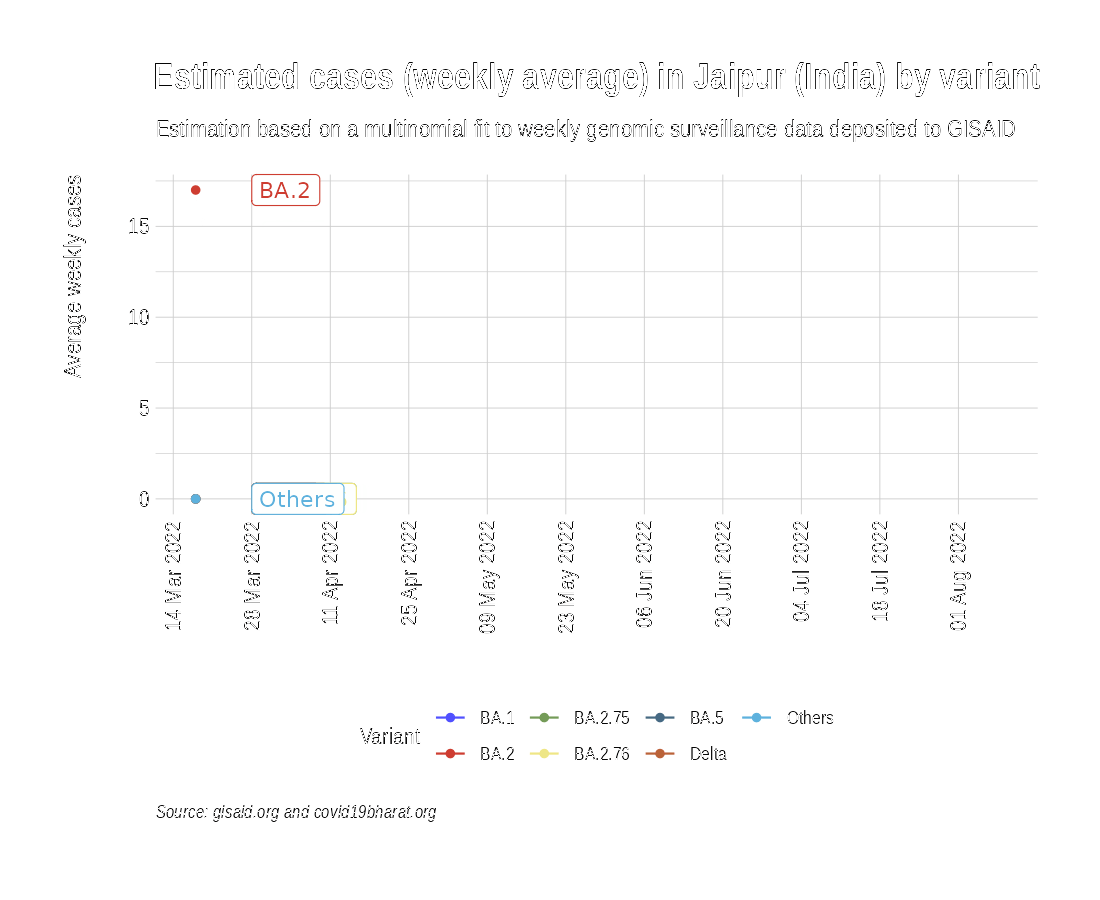 Estimated cases (weekly average) in Jaipur (India) by variant
Estimation based on a multinomial fit to weekly genomic surveillance data deposited to GISAID
Average weekly cases
15
10
5
0
BA.2
Others
14 Mar 2022
28 Mar 2022
11 Apr 2022
25 Apr 2022
09 May 2022
23 May 2022
06 Jun 2022
20 Jun 2022
04 Jul 2022
18 Jul 2022
01 Aug 2022
Variant
BA.1
BA.2.75
BA.5
Others
BA.2
BA.2.76
Delta
Source: gisaid.org and covid19bharat.org